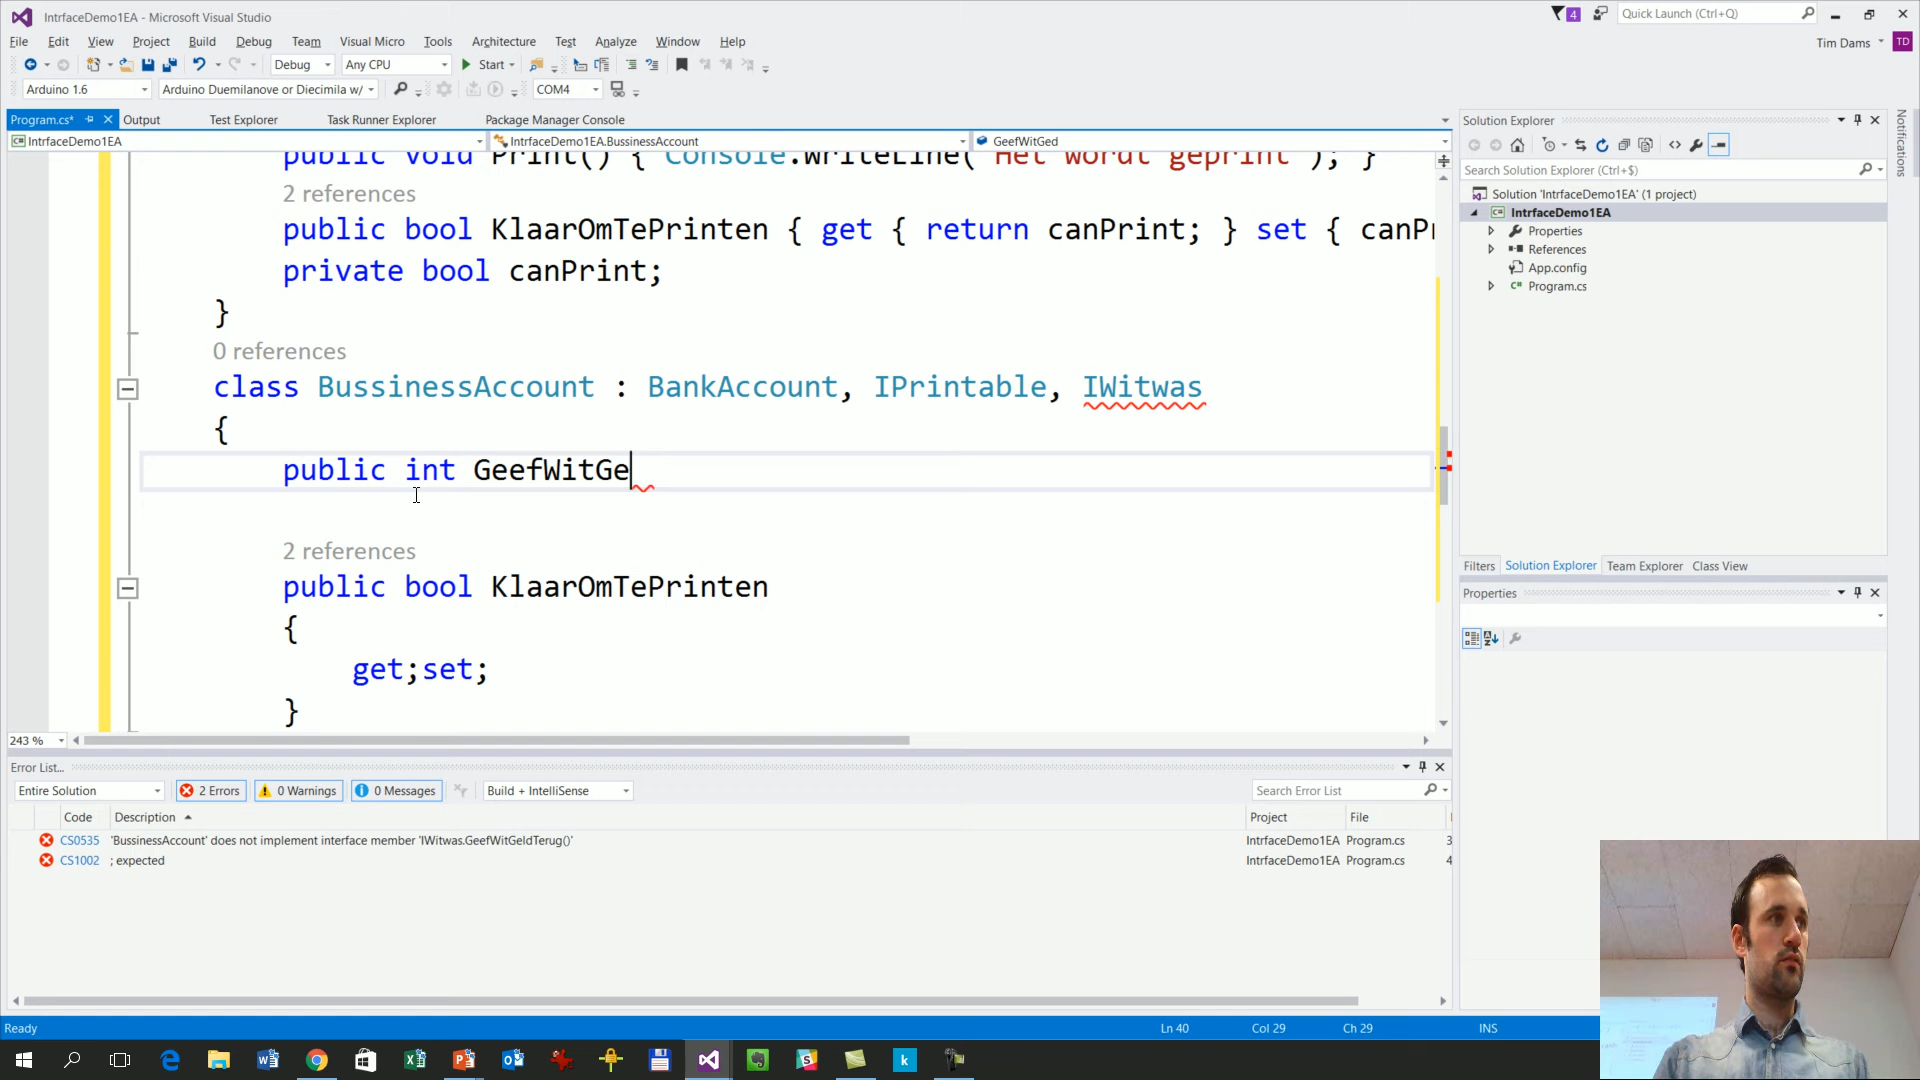 IntrfaceDemo1EA - Microsoft Visual Studio
4
Quick Launch (Ctrl+Q)
File Edit View Project Build Debug Team Visual Micro Tools Architecture Test Analyze Window Help
Tim Dams TD
Debug Any CPU Start
Arduino 1.6 Arduino Duemilanove or Diecimila w/ COM4
Program.cs* Output Test Explorer Task Runner Explorer Package Manager Console
IntrfaceDemo1EA IntrfaceDemo1EA.BussinessAccount GeefWitGed
public void Print() { Console.WriteLine("Het wordt geprint"); }
2 references
public bool KlaarOmTePrinten { get { return canPrint; } set { canPr
private bool canPrint;
}
0 references
class BussinessAccount : BankAccount, IPrintable, IWitwas
{
public int GeefWitGe
2 references
public bool KlaarOmTePrinten
{
get;set;
}
243 %
Solution Explorer
Search Solution Explorer (Ctrl+$)
Solution 'IntrfaceDemo1EA' (1 project)
IntrfaceDemo1EA
Properties
References
App.config
C# Program.cs
Filters Solution Explorer Team Explorer Class View
Properties
Notifications
Error List...
Entire Solution 2 Errors 0 Warnings 0 Messages Build + IntelliSense Search Error List
Code Description Project File
CS0535 'BussinessAccount' does not implement interface member 'IWitwas.GeefWitGeldTerug()' IntrfaceDemo1EA Program.cs 3
CS1002 ; expected IntrfaceDemo1EA Program.cs 4
Ready Ln 40 Col 29 Ch 29 INS